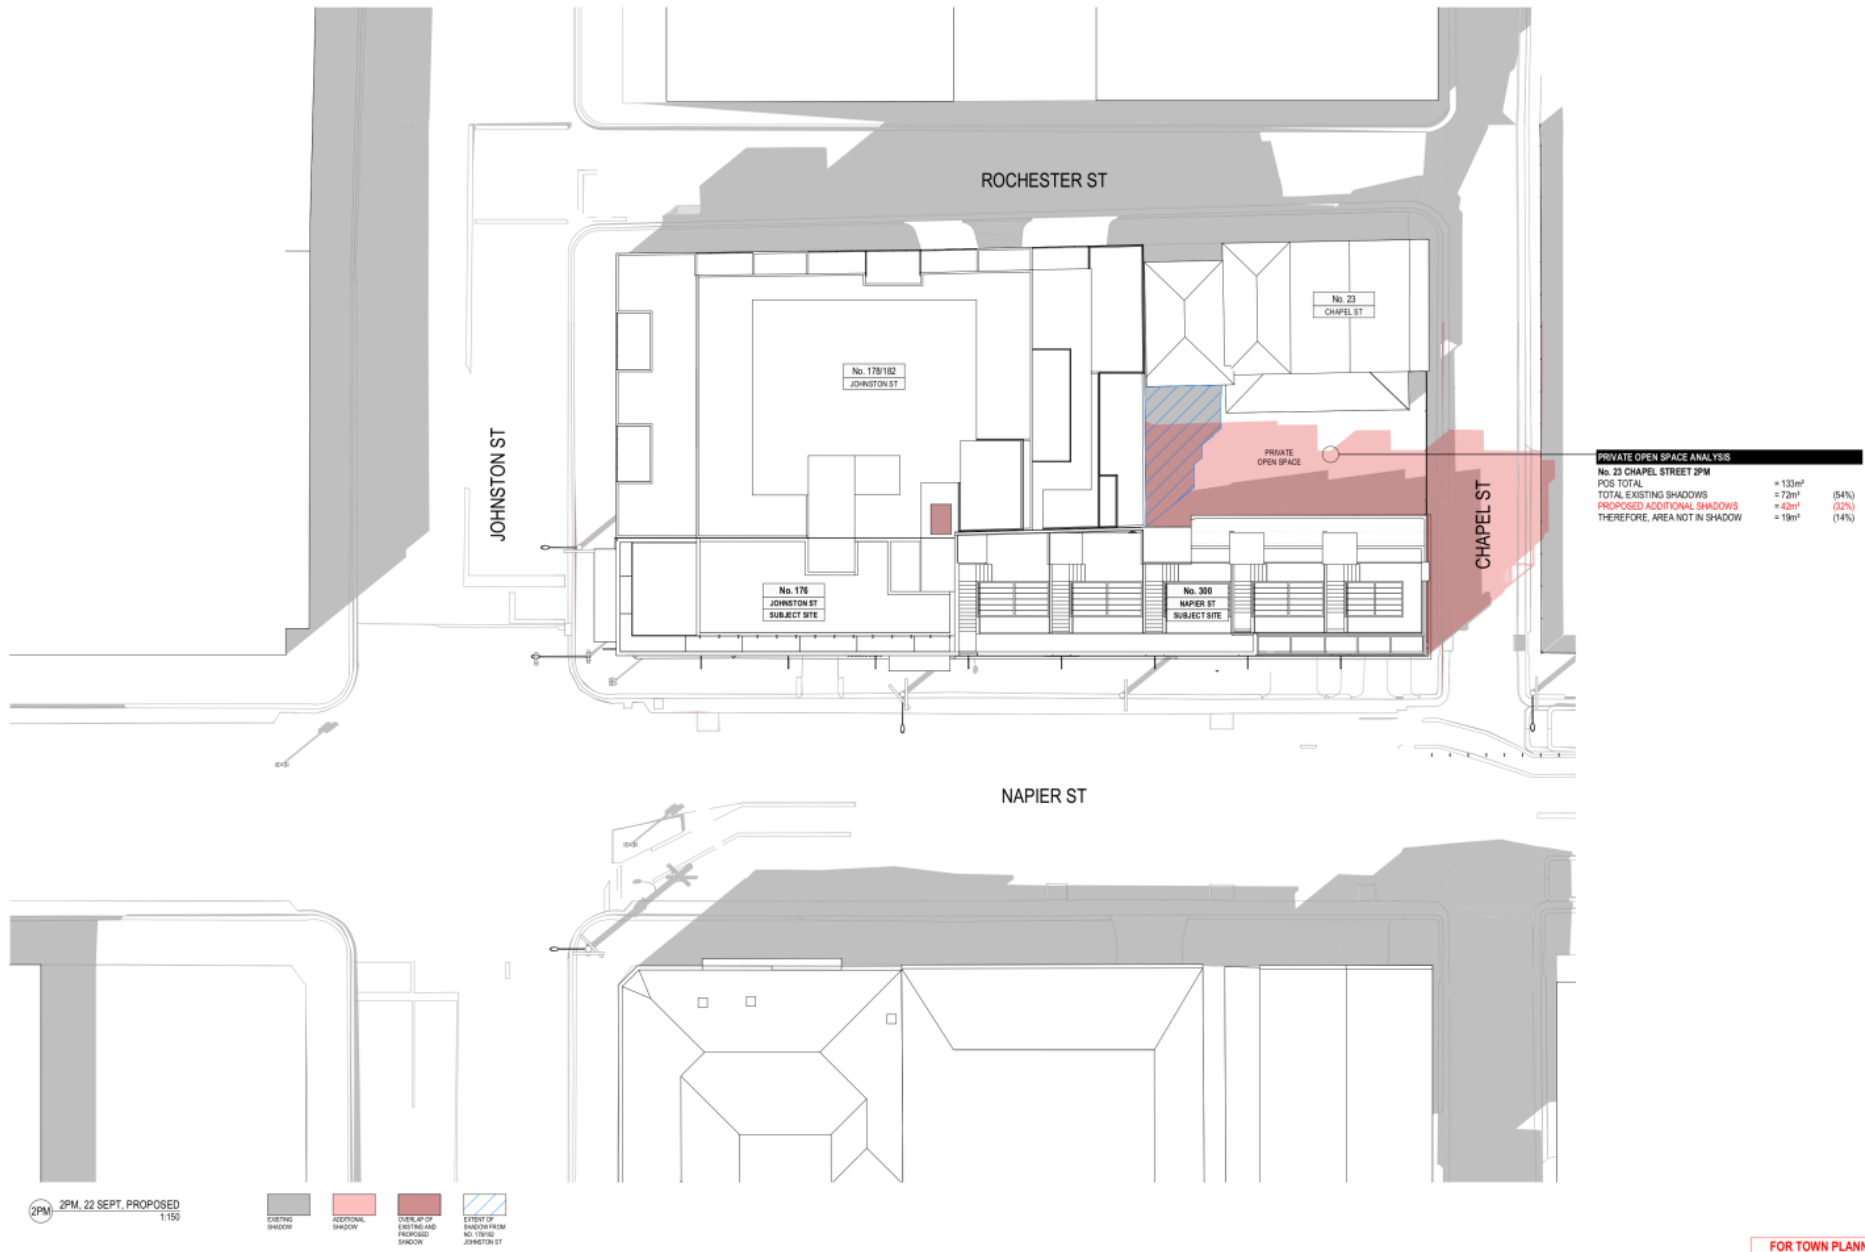 ROCHESTER ST
No. 23
CHAPEL ST
No. 178/182
JOHNSTON ST
JOHNSTON ST
PRIVATE
OPEN SPACE
CHAPEL ST
PRIVATE OPEN SPACE ANALYSIS
No. 23 CHAPEL STREET 2PM
POS TOTAL = 133m²
TOTAL EXISTING SHADOWS = 72m² (54%)
PROPOSED ADDITIONAL SHADOWS = 42m² (32%)
THEREFORE, AREA NOT IN SHADOW = 19m² (14%)
No. 176
JOHNSTON ST
SUBJECT SITE
No. 300
NAPIER ST
SUBJECT SITE
NAPIER ST
2PM
2PM, 22 SEPT, PROPOSED
1:150
EXISTING
SHADOW
ADDITIONAL
SHADOW
OVERLAP OF
EXISTING AND
PROPOSED
SHADOW
EXTENT OF
SHADOW FROM
NO. 178/182
JOHNSTON ST
FOR TOWN PLANN